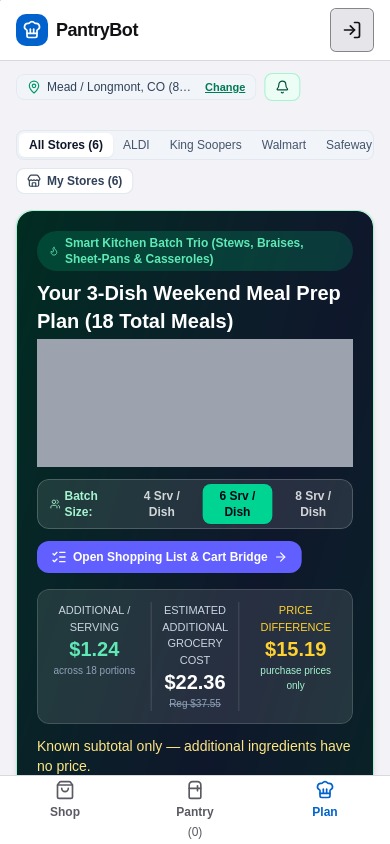 PantryBot
Mead / Longmont, CO (8…
Change
All Stores (6)
ALDI
King Soopers
Walmart
Safeway
My Stores (6)
Smart Kitchen Batch Trio (Stews, Braises,
Sheet-Pans & Casseroles)
Your 3-Dish Weekend Meal Prep
Plan (18 Total Meals)
Batch
Size:
4 Srv /
Dish
6 Srv /
Dish
8 Srv /
Dish
Open Shopping List & Cart Bridge
ADDITIONAL /
SERVING
$1.24
across 18 portions
ESTIMATED
ADDITIONAL
GROCERY
COST
$22.36
Reg $37.55
PRICE
DIFFERENCE
$15.19
purchase prices
only
Known subtotal only — additional ingredients have
no price.
Shop
Pantry
(0)
Plan